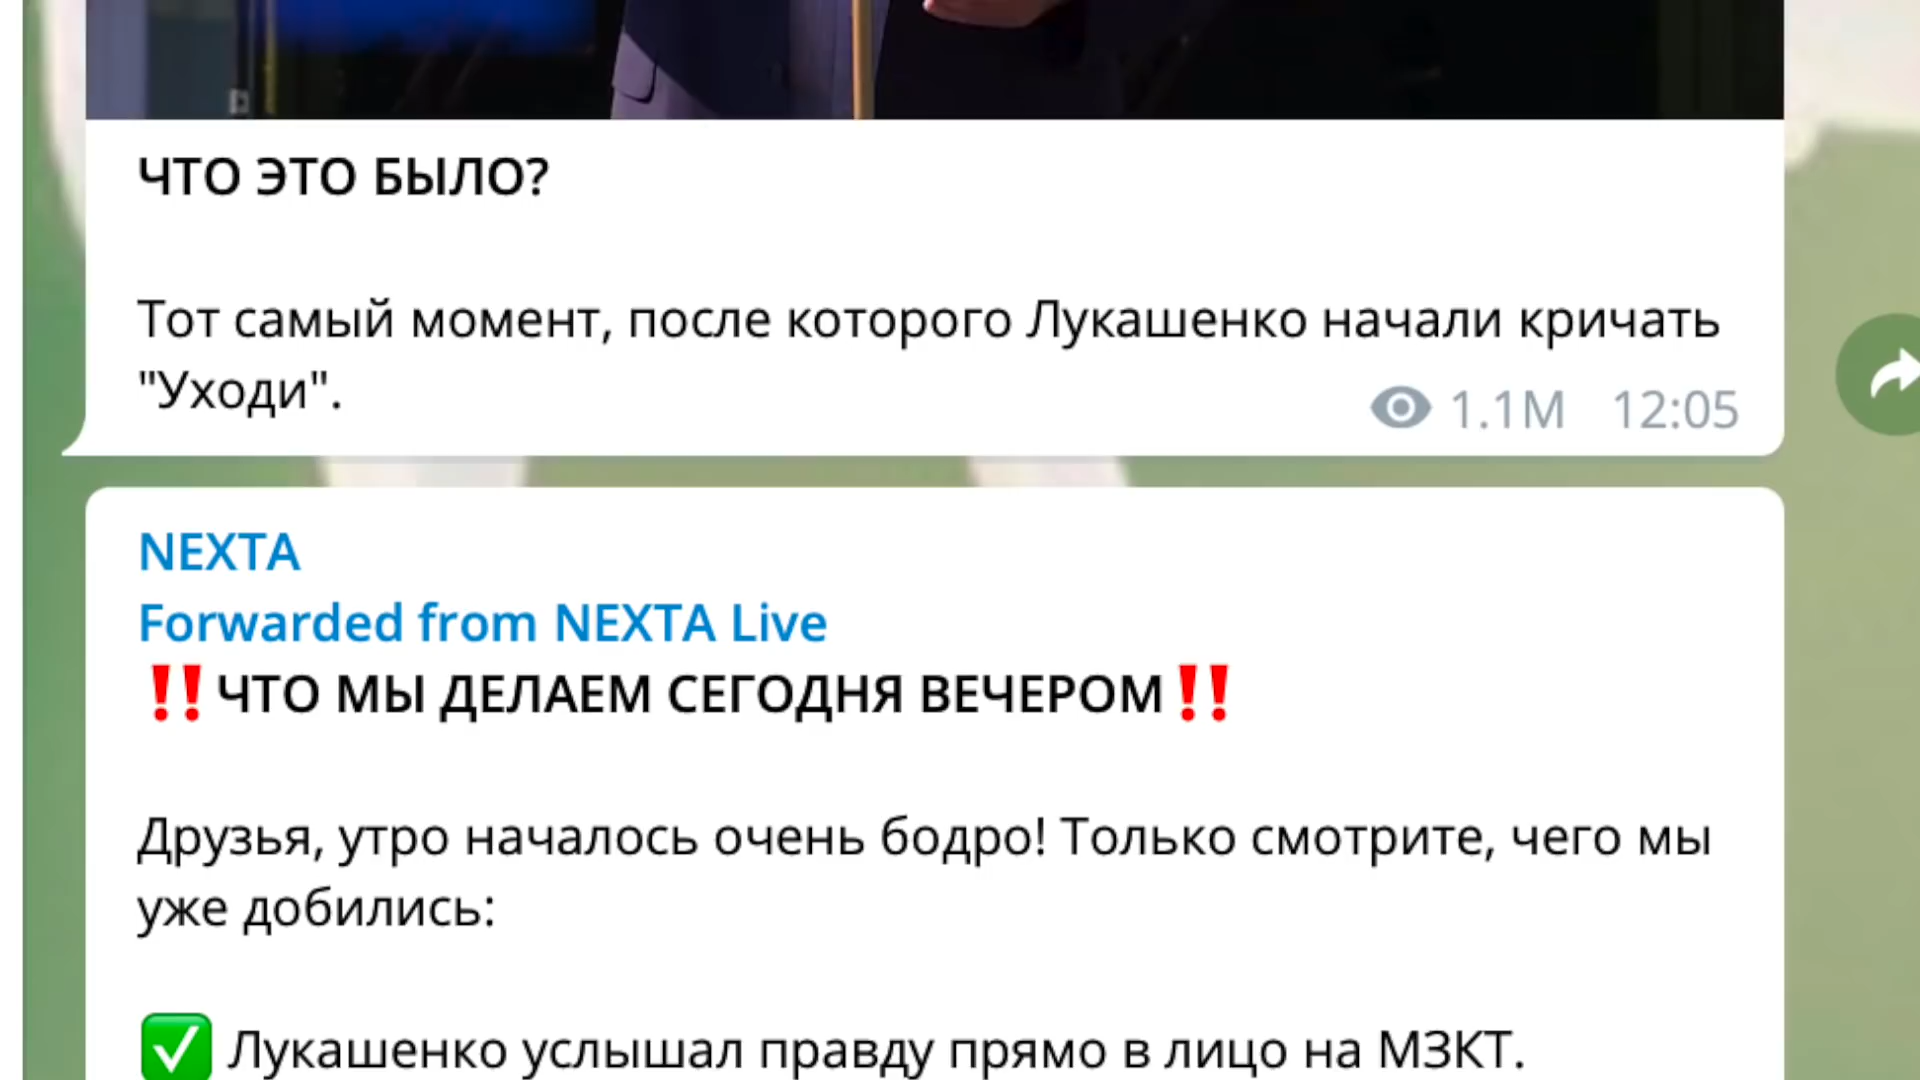 ЧТО ЭТО БЫЛО?
Тот самый момент, после которого Лукашенко начали кричать
"Уходи".
1.1M 12:05
NEXTA
Forwarded from NEXTA Live
‼️ЧТО МЫ ДЕЛАЕМ СЕГОДНЯ ВЕЧЕРОМ‼️
Друзья, утро началось очень бодро! Только смотрите, чего мы
уже добились:
✅ Лукашенко услышал правду прямо в лицо на МЗКТ.